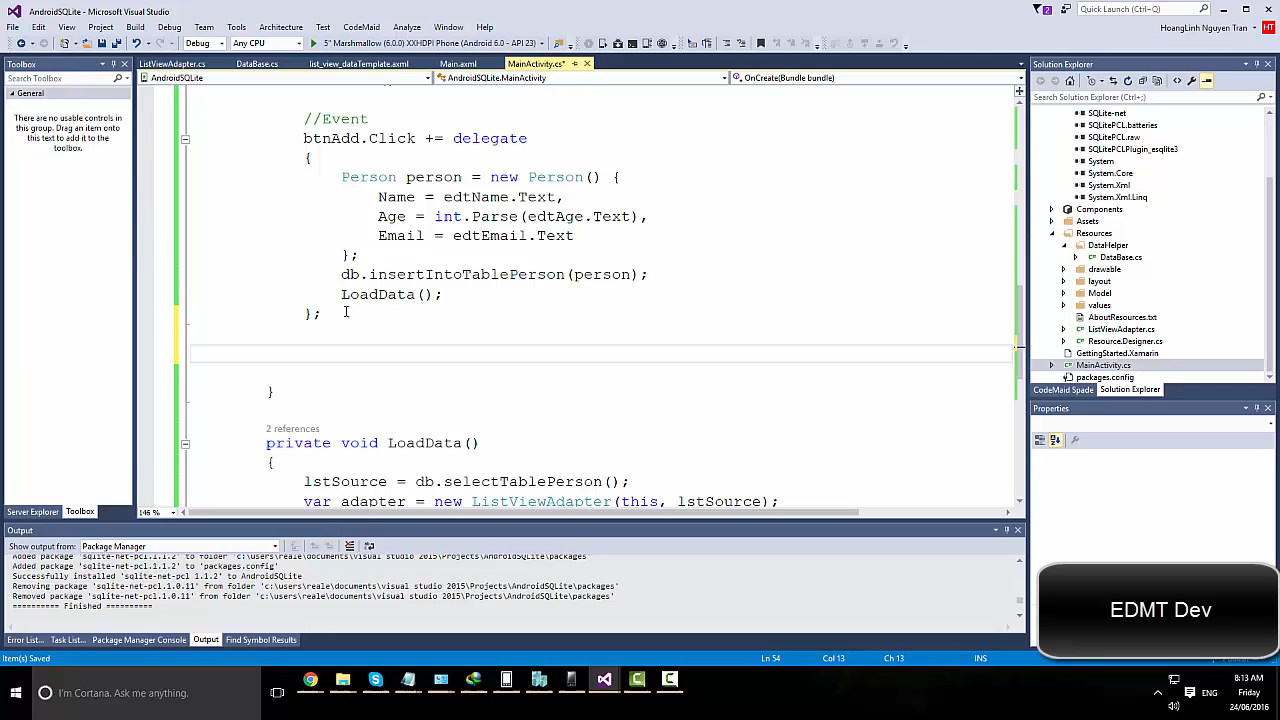 AndroidSQLite - Microsoft Visual Studio
2
Quick Launch (Ctrl+;)
File Edit View Project Build Debug Team Tools Architecture Test CodeMaid Analyze Window Help
HoangLinh Nguyen Tran HT
Debug Any CPU 5" Marshmallow (6.0.0) XXHDPI Phone (Android 6.0 - API 23)
Toolbox
Search Toolbox
General
There are no usable controls in
this group. Drag an item onto
this text to add it to the
toolbox.
Server Explorer Toolbox
ListViewAdapter.cs DataBase.cs list_view_dataTemplate.axml Main.axml MainActivity.cs*
AndroidSQLite AndroidSQLite.MainActivity OnCreate(Bundle bundle)
//Event
btnAdd.Click += delegate
{
Person person = new Person() {
Name = edtName.Text,
Age = int.Parse(edtAge.Text),
Email = edtEmail.Text
};
db.insertIntoTablePerson(person);
LoadData();
};
}
2 references
private void LoadData()
{
lstSource = db.selectTablePerson();
var adapter = new ListViewAdapter(this, lstSource);
146 %
Solution Explorer
Search Solution Explorer (Ctrl+;)
SQLite-net
SQLitePCL.batteries
SQLitePCL.raw
SQLitePCLPlugin_esqlite3
System
System.Core
System.Xml
System.Xml.Linq
Components
Assets
Resources
DataHelper
DataBase.cs
drawable
layout
Model
values
AboutResources.txt
ListViewAdapter.cs
Resource.Designer.cs
GettingStarted.Xamarin
MainActivity.cs
packages.config
CodeMaid Spade Solution Explorer
Properties
Output
Show output from: Package Manager
Added package 'sqlite-net-pcl.1.1.2' to folder 'c:\users\reale\documents\visual studio 2015\Projects\AndroidSQLite\packages'
Added package 'sqlite-net-pcl.1.1.2' to 'packages.config'
Successfully installed 'sqlite-net-pcl 1.1.2' to AndroidSQLite
Removing package 'sqlite-net-pcl.1.0.11' from folder 'c:\users\reale\documents\visual studio 2015\Projects\AndroidSQLite\packages'
Removed package 'sqlite-net-pcl.1.0.11' from folder 'c:\users\reale\documents\visual studio 2015\Projects\AndroidSQLite\packages'
========== Finished ==========
Error List... Task List... Package Manager Console Output Find Symbol Results
EDMT Dev
Item(s) Saved Ln 54 Col 13 Ch 13 INS
I'm Cortana. Ask me anything.
ENG
8:13 AM
Friday
24/06/2016